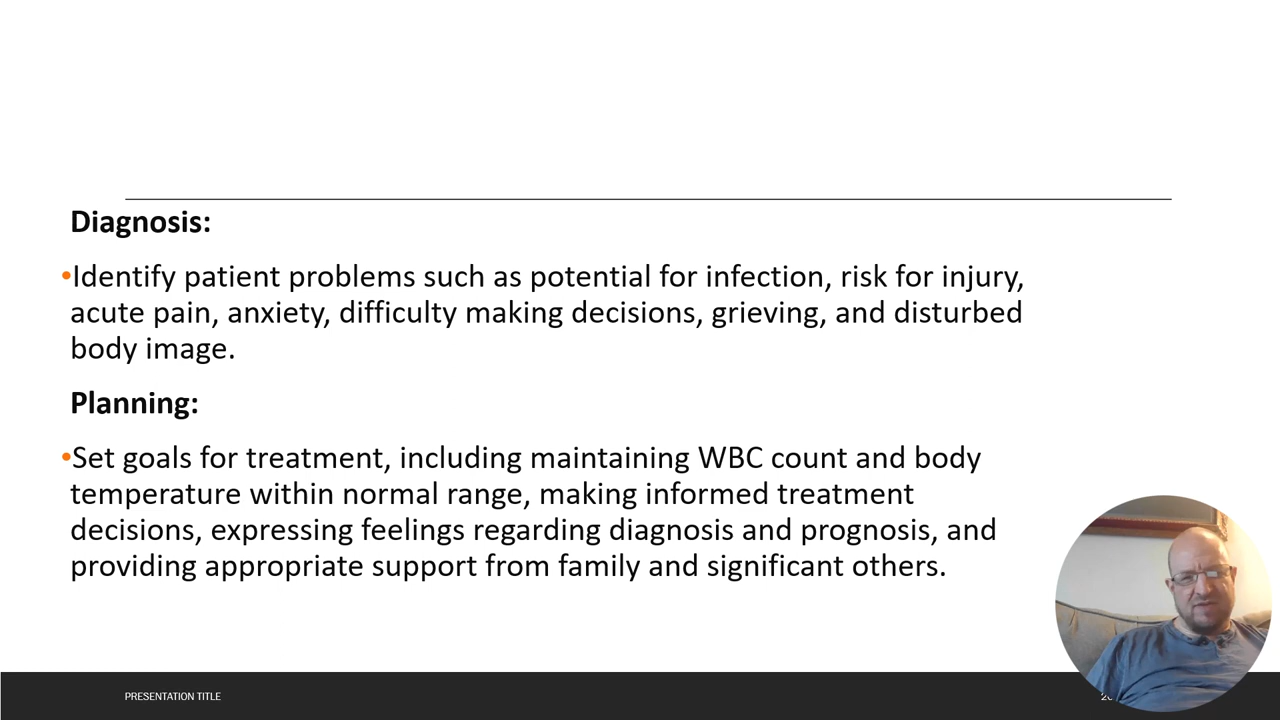 Diagnosis:
•Identify patient problems such as potential for infection, risk for injury,
acute pain, anxiety, difficulty making decisions, grieving, and disturbed
body image.
Planning:
•Set goals for treatment, including maintaining WBC count and body
temperature within normal range, making informed treatment
decisions, expressing feelings regarding diagnosis and prognosis, and
providing appropriate support from family and significant others.
PRESENTATION TITLE